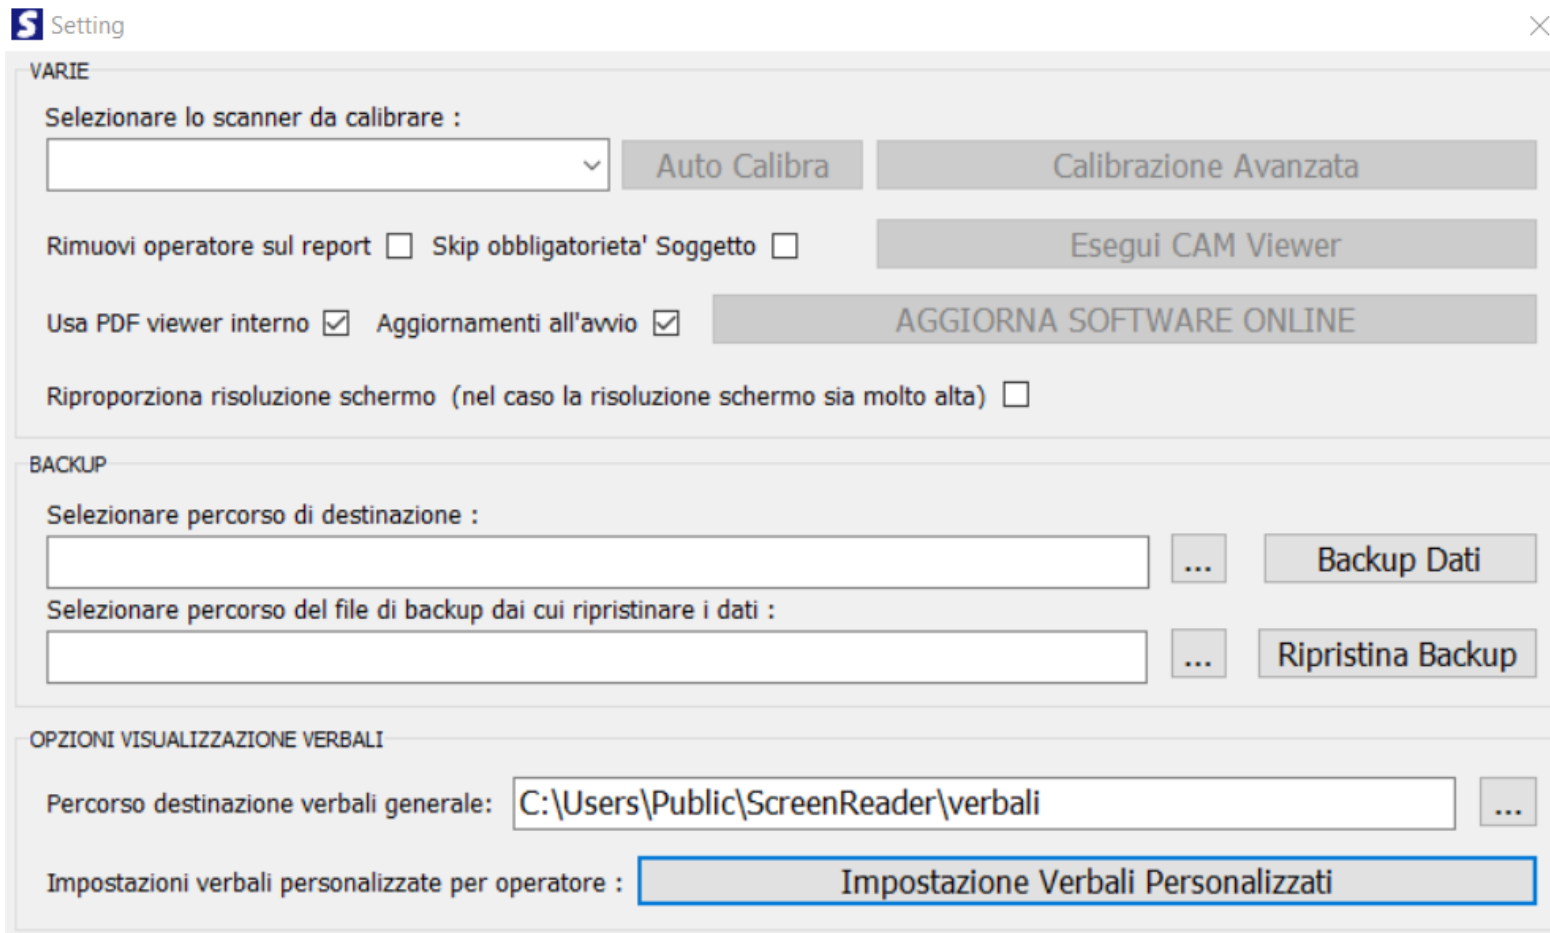 S Setting
VARIE
Selezionare lo scanner da calibrare :
Auto Calibra Calibrazione Avanzata
Rimuovi operatore sul report Skip obbligatorieta' Soggetto Esegui CAM Viewer
Usa PDF viewer interno Aggiornamenti all'avvio AGGIORNA SOFTWARE ONLINE
Riproporziona risoluzione schermo (nel caso la risoluzione schermo sia molto alta)
BACKUP
Selezionare percorso di destinazione :
... Backup Dati
Selezionare percorso del file di backup dai cui ripristinare i dati :
... Ripristina Backup
OPZIONI VISUALIZZAZIONE VERBALI
Percorso destinazione verbali generale: C:\Users\Public\ScreenReader\verbali ...
Impostazioni verbali personalizzate per operatore : Impostazione Verbali Personalizzati